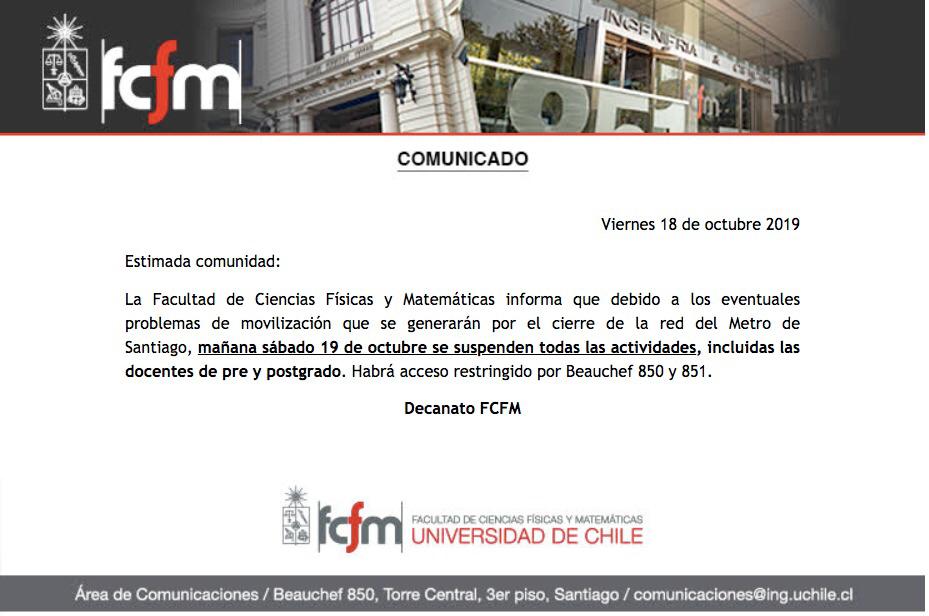 fcfm
INGENIERIA
fcfm
COMUNICADO
Viernes 18 de octubre 2019
Estimada comunidad:
La Facultad de Ciencias Físicas y Matemáticas informa que debido a los eventuales
problemas de movilización que se generarán por el cierre de la red del Metro de
Santiago, mañana sábado 19 de octubre se suspenden todas las actividades, incluidas las
docentes de pre y postgrado. Habrá acceso restringido por Beauchef 850 y 851.
Decanato FCFM
fcfm
FACULTAD DE CIENCIAS FÍSICAS Y MATEMÁTICAS
UNIVERSIDAD DE CHILE
Área de Comunicaciones / Beauchef 850, Torre Central, 3er piso, Santiago / comunicaciones@ing.uchile.cl